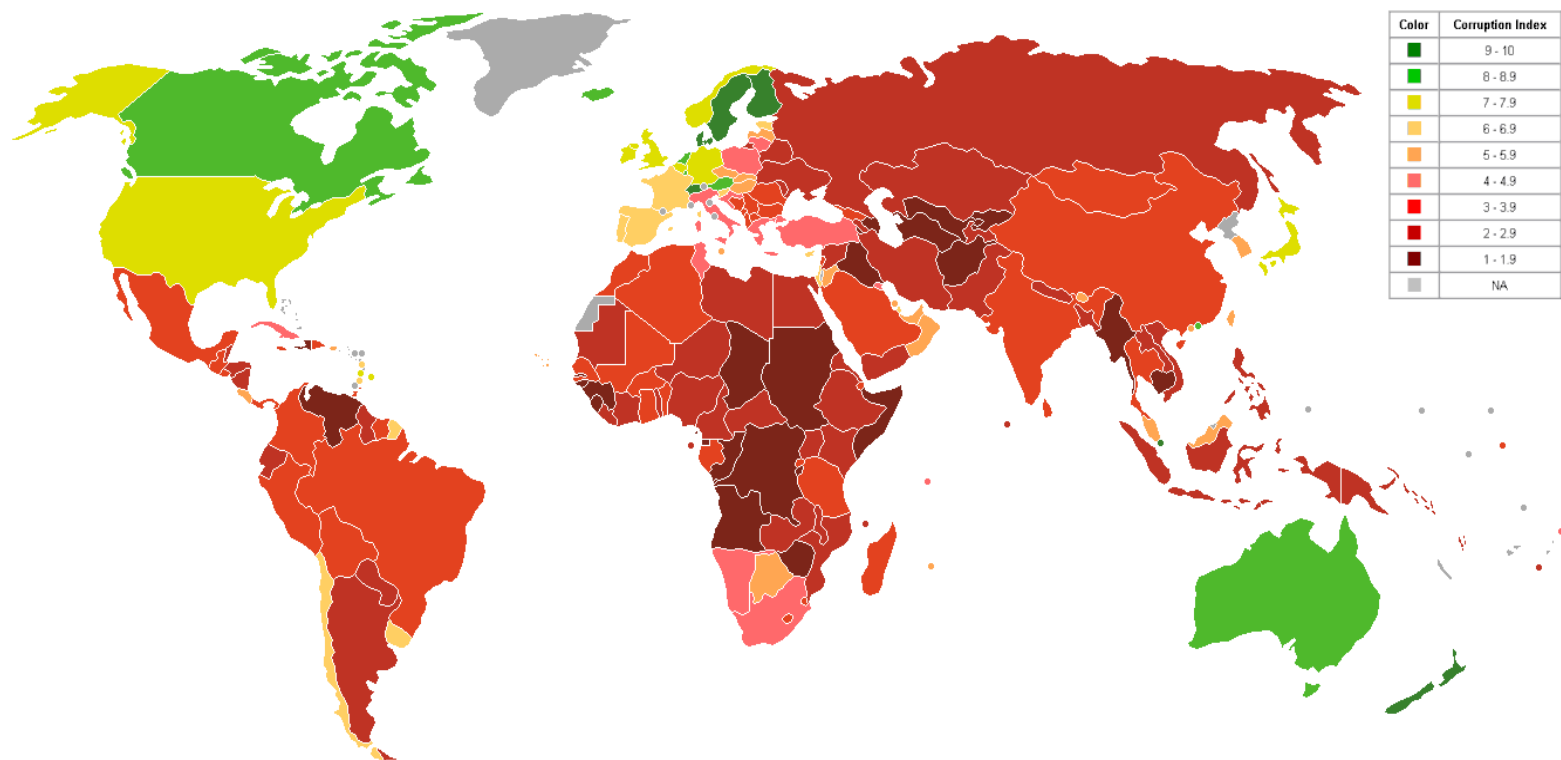 Color Corruption Index
9 - 10
8 - 8.9
7 - 7.9
6 - 6.9
5 - 5.9
4 - 4.9
3 - 3.9
2 - 2.9
1 - 1.9
NA